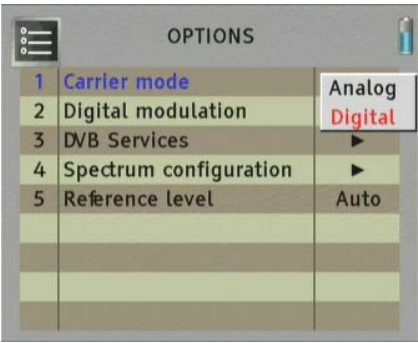 OPTIONS
1 Carrier mode Analog
2 Digital modulation Digital
3 DVB Services ►
4 Spectrum configuration ►
5 Reference level Auto